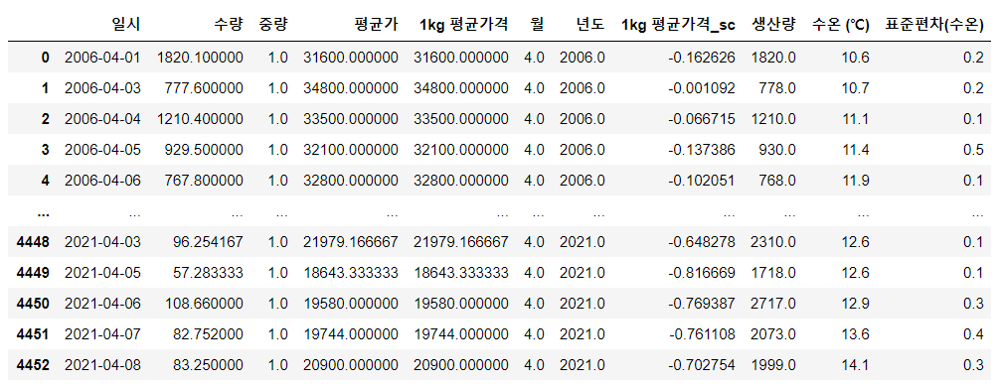 일시 수량 중량 평균가 1kg 평균가격 월 년도 1kg 평균가격_sc 생산량 수온 (℃) 표준편차(수온)
0 2006-04-01 1820.100000 1.0 31600.000000 31600.000000 4.0 2006.0 -0.162626 1820.0 10.6 0.2
1 2006-04-03 777.600000 1.0 34800.000000 34800.000000 4.0 2006.0 -0.001092 778.0 10.7 0.2
2 2006-04-04 1210.400000 1.0 33500.000000 33500.000000 4.0 2006.0 -0.066715 1210.0 11.1 0.1
3 2006-04-05 929.500000 1.0 32100.000000 32100.000000 4.0 2006.0 -0.137386 930.0 11.4 0.5
4 2006-04-06 767.800000 1.0 32800.000000 32800.000000 4.0 2006.0 -0.102051 768.0 11.9 0.1
... ... ... ... ... ... ... ... ... ... ... ...
4448 2021-04-03 96.254167 1.0 21979.166667 21979.166667 4.0 2021.0 -0.648278 2310.0 12.6 0.1
4449 2021-04-05 57.283333 1.0 18643.333333 18643.333333 4.0 2021.0 -0.816669 1718.0 12.6 0.1
4450 2021-04-06 108.660000 1.0 19580.000000 19580.000000 4.0 2021.0 -0.769387 2717.0 12.9 0.3
4451 2021-04-07 82.752000 1.0 19744.000000 19744.000000 4.0 2021.0 -0.761108 2073.0 13.6 0.4
4452 2021-04-08 83.250000 1.0 20900.000000 20900.000000 4.0 2021.0 -0.702754 1999.0 14.1 0.3